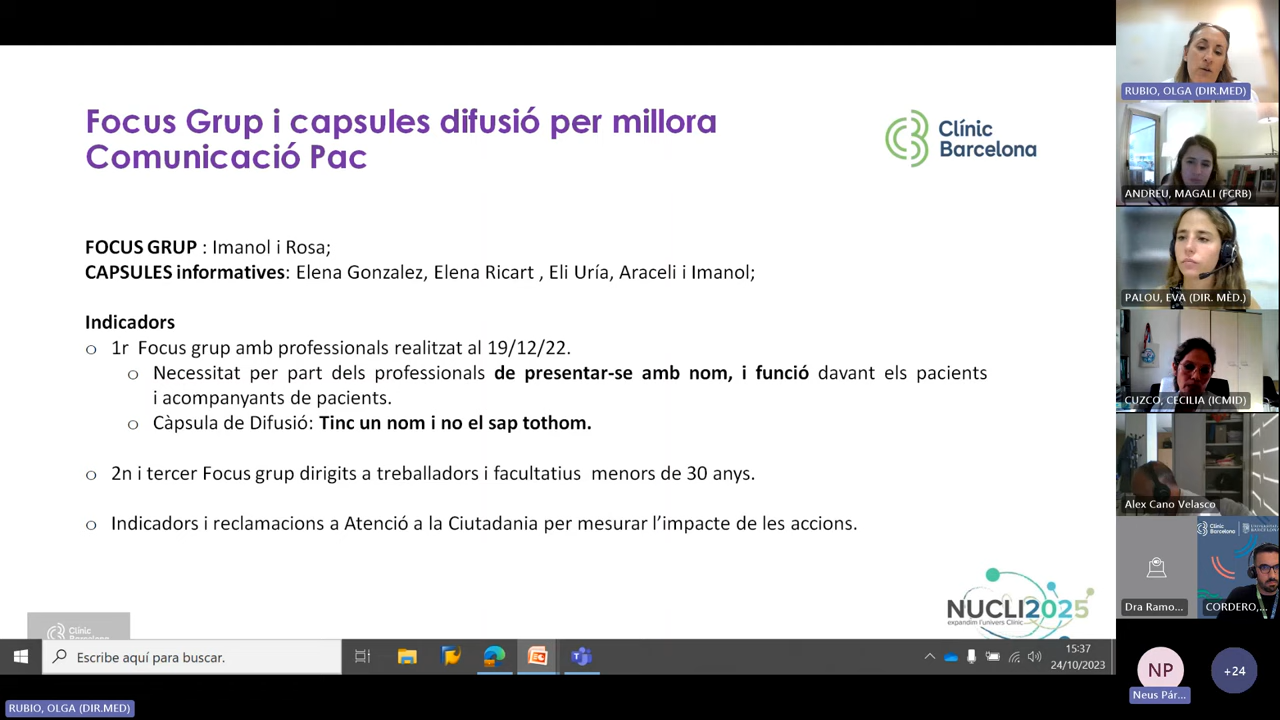 Focus Grup i capsules difusió per millora
Comunicació Pac
Clínic
Barcelona
FOCUS GRUP : Imanol i Rosa;
CAPSULES informatives: Elena Gonzalez, Elena Ricart , Eli Uría, Araceli i Imanol;
Indicadors
1r Focus grup amb professionals realitzat al 19/12/22.
Necessitat per part dels professionals de presentar-se amb nom, i funció davant els pacients
i acompanyants de pacients.
Càpsula de Difusió: Tinc un nom i no el sap tothom.
2n i tercer Focus grup dirigits a treballadors i facultatius menors de 30 anys.
Indicadors i reclamacions a Atenció a la Ciutadania per mesurar l’impacte de les accions.
Clínic
Barcelona
NUCLI2025
expandim l'univers Clínic
Escribe aquí para buscar.
15:37
24/10/2023
RUBIO, OLGA (DIR.MED)
RUBIO, OLGA (DIR.MED)
ANDREU, MAGALI (FCRB)
PALOU, EVA (DIR. MÈD.)
CUZCO, CECILIA (ICMID)
Alex Cano Velasco
Dra Ramo...
Clínic
Barcelona
CORDERO,...
NP
Neus Pár...
+24